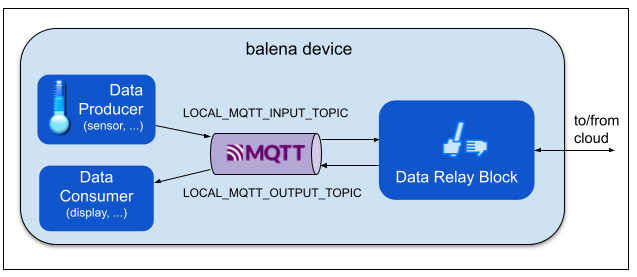 balena device
Data
Producer
(sensor, ...)
LOCAL_MQTT_INPUT_TOPIC
MQTT
LOCAL_MQTT_OUTPUT_TOPIC
Data
Consumer
(display, ...)
Data Relay Block
to/from
cloud